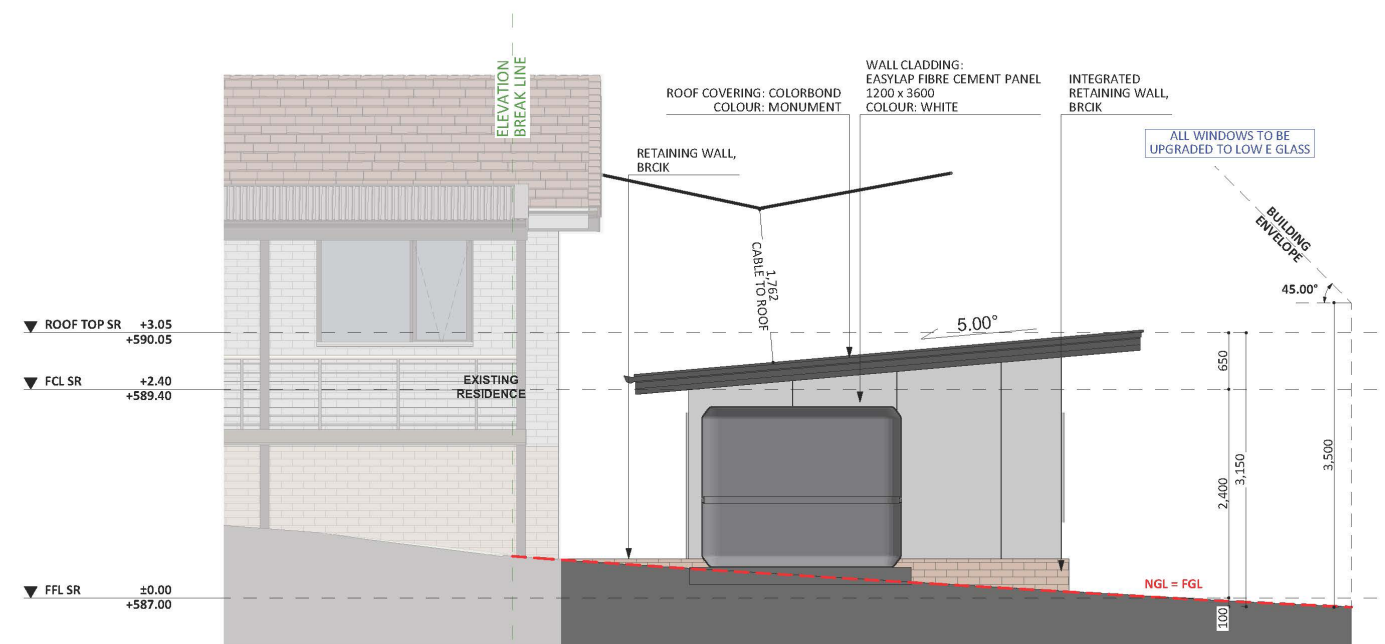 ELEVATION
BREAK LINE
WALL CLADDING:
EASYLAP FIBRE CEMENT PANEL
1200 x 3600
COLOUR: WHITE
ROOF COVERING: COLORBOND
COLOUR: MONUMENT
INTEGRATED
RETAINING WALL,
BRCIK
ALL WINDOWS TO BE
UPGRADED TO LOW E GLASS
RETAINING WALL,
BRCIK
BUILDING
ENVELOPE
45.00°
1,762
CABLE TO ROOF
5.00°
ROOF TOP SR +3.05
+590.05
FCL SR +2.40
+589.40
EXISTING
RESIDENCE
650
3,150
2,400
3,500
100
NGL = FGL
FFL SR ±0.00
+587.00